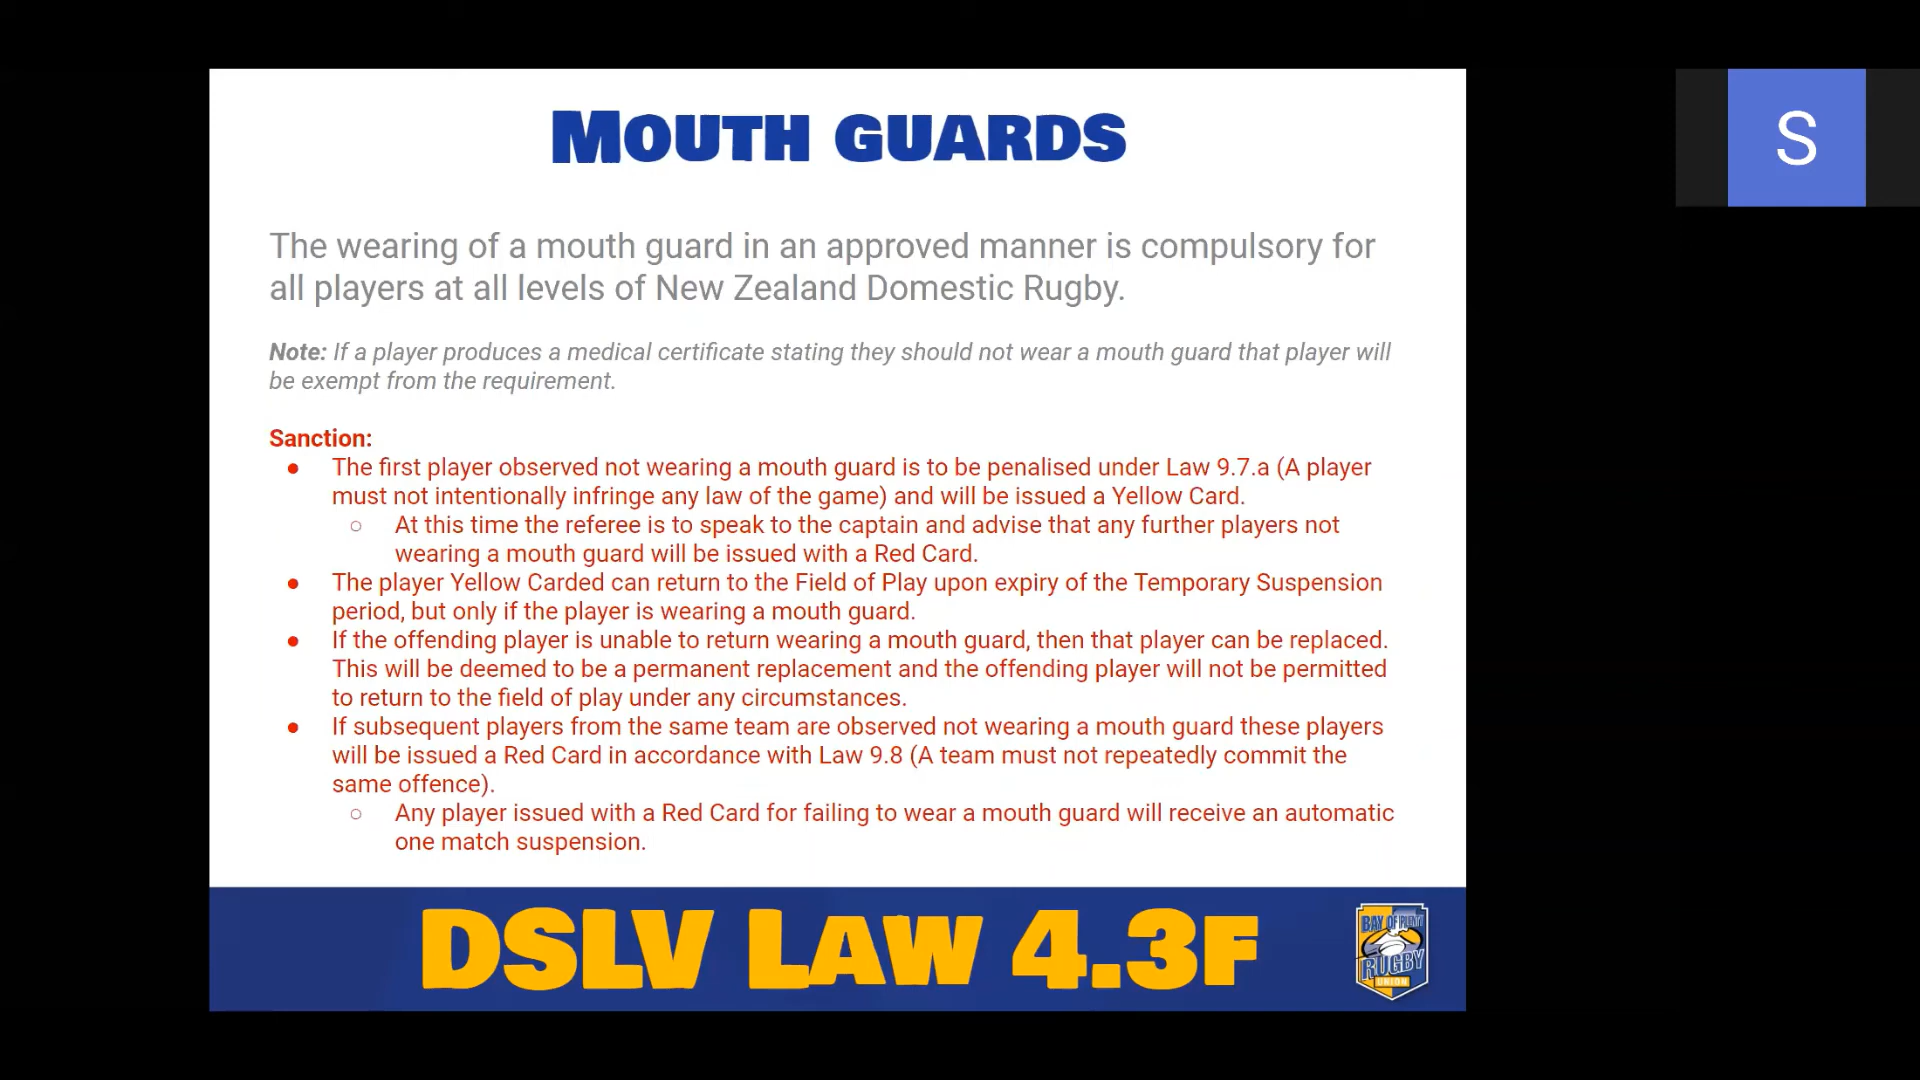 MOUTH GUARDS
S
The wearing of a mouth guard in an approved manner is compulsory for
all players at all levels of New Zealand Domestic Rugby.
Note: If a player produces a medical certificate stating they should not wear a mouth guard that player will
be exempt from the requirement.
Sanction:
● The first player observed not wearing a mouth guard is to be penalised under Law 9.7.a (A player
must not intentionally infringe any law of the game) and will be issued a Yellow Card.
○ At this time the referee is to speak to the captain and advise that any further players not
wearing a mouth guard will be issued with a Red Card.
● The player Yellow Carded can return to the Field of Play upon expiry of the Temporary Suspension
period, but only if the player is wearing a mouth guard.
● If the offending player is unable to return wearing a mouth guard, then that player can be replaced.
This will be deemed to be a permanent replacement and the offending player will not be permitted
to return to the field of play under any circumstances.
● If subsequent players from the same team are observed not wearing a mouth guard these players
will be issued a Red Card in accordance with Law 9.8 (A team must not repeatedly commit the
same offence).
○ Any player issued with a Red Card for failing to wear a mouth guard will receive an automatic
one match suspension.
DSLV LAW 4.3F
BAY OF PLENTY
RUGBY
UNION